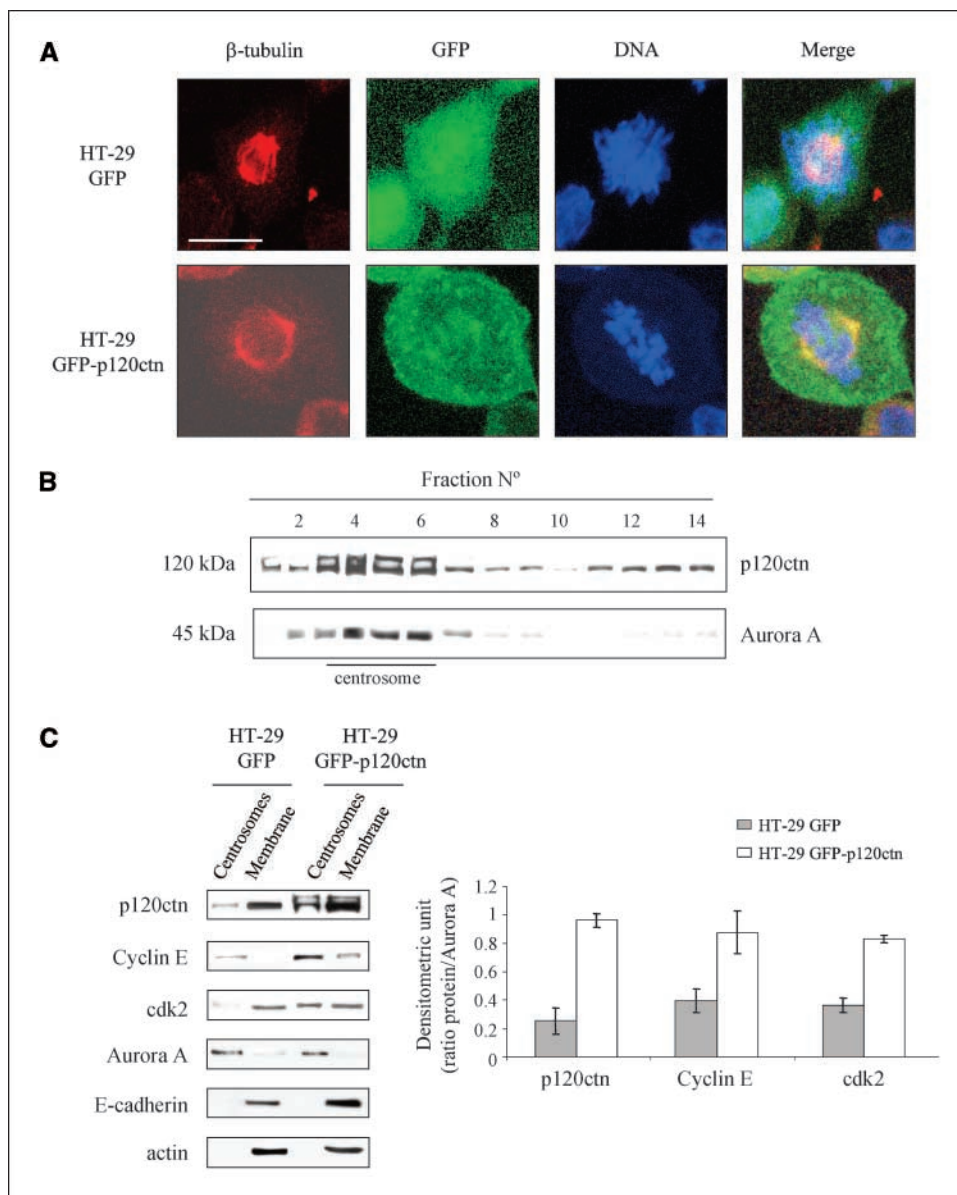 A
β-tubulin GFP DNA Merge
HT-29
GFP
HT-29
GFP-p120ctn
B
Fraction Nº
2 4 6 8 10 12 14
120 kDa p120ctn
45 kDa Aurora A
centrosome
C
HT-29 HT-29
GFP GFP-p120ctn
Centrosomes Membrane Centrosomes Membrane
p120ctn
Cyclin E
cdk2
Aurora A
E-cadherin
actin
HT-29 GFP
HT-29 GFP-p120ctn
Densitometric unit
(ratio protein/Aurora A)
1.2
1
0.8
0.6
0.4
0.2
0
p120ctn Cyclin E cdk2